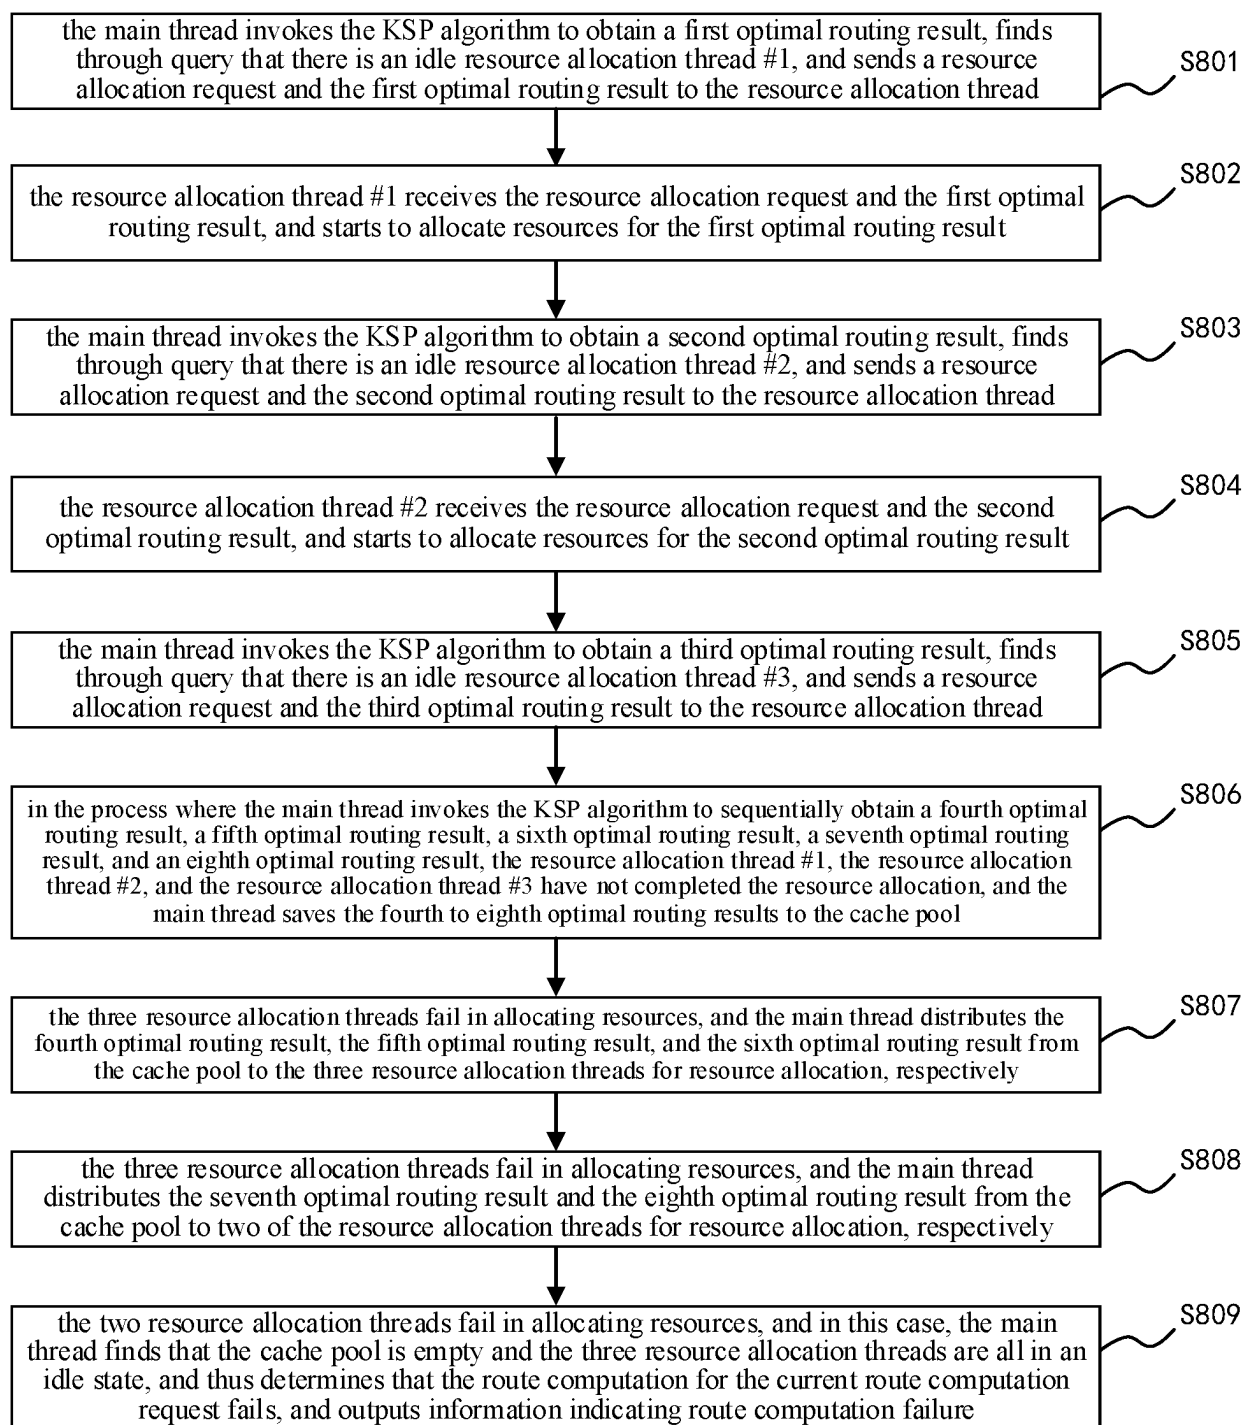 the main thread invokes the KSP algorithm to obtain a first optimal routing result, finds
through query that there is an idle resource allocation thread #1, and sends a resource
allocation request and the first optimal routing result to the resource allocation thread
S801
the resource allocation thread #1 receives the resource allocation request and the first optimal
routing result, and starts to allocate resources for the first optimal routing result
S802
the main thread invokes the KSP algorithm to obtain a second optimal routing result, finds
through query that there is an idle resource allocation thread #2, and sends a resource
allocation request and the second optimal routing result to the resource allocation thread
S803
the resource allocation thread #2 receives the resource allocation request and the second
optimal routing result, and starts to allocate resources for the second optimal routing result
S804
the main thread invokes the KSP algorithm to obtain a third optimal routing result, finds
through query that there is an idle resource allocation thread #3, and sends a resource
allocation request and the third optimal routing result to the resource allocation thread
S805
in the process where the main thread invokes the KSP algorithm to sequentially obtain a fourth optimal
routing result, a fifth optimal routing result, a sixth optimal routing result, a seventh optimal routing
result, and an eighth optimal routing result, the resource allocation thread #1, the resource allocation
thread #2, and the resource allocation thread #3 have not completed the resource allocation, and the
main thread saves the fourth to eighth optimal routing results to the cache pool
S806
the three resource allocation threads fail in allocating resources, and the main thread distributes the
fourth optimal routing result, the fifth optimal routing result, and the sixth optimal routing result from
the cache pool to the three resource allocation threads for resource allocation, respectively
S807
the three resource allocation threads fail in allocating resources, and the main thread
distributes the seventh optimal routing result and the eighth optimal routing result from the
cache pool to two of the resource allocation threads for resource allocation, respectively
S808
the two resource allocation threads fail in allocating resources, and in this case, the main
thread finds that the cache pool is empty and the three resource allocation threads are all in an
idle state, and thus determines that the route computation for the current route computation
request fails, and outputs information indicating route computation failure
S809